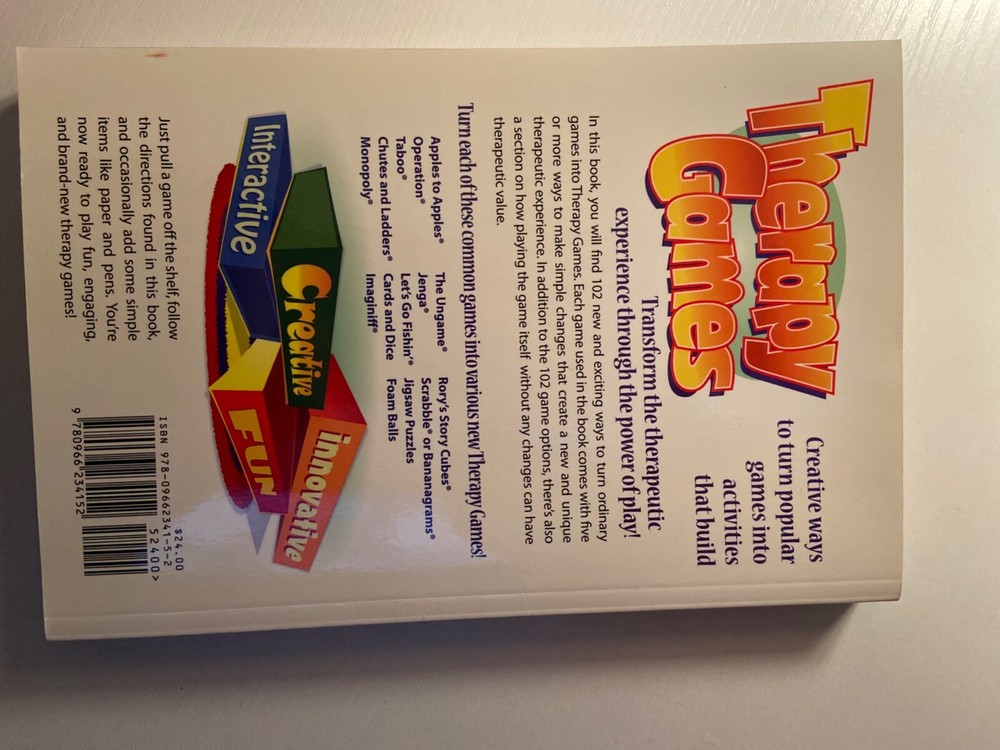 Therapy
Games
Creative ways
to turn popular
games into
activities
that build
Transform the therapeutic
experience through the power of play!
In this book, you will find 102 new and exciting ways to turn ordinary
games into Therapy Games. Each game used in the book comes with five
or more ways to make simple changes that create a new and unique
therapeutic experience. In addition to the 102 game options, there's also
a section on how playing the game itself without any changes can have
therapeutic value.
Turn each of these common games into various new Therapy Games!
Apples to Apples®
Operation®
Taboo®
Chutes and Ladders®
Monopoly®
The Ungame®
Jenga®
Let's Go Fishin'®
Cards and Dice
Imaginiff®
Rory's Story Cubes®
Scrabble® or Bananagrams®
Jigsaw Puzzles
Foam Balls
Interactive
Creative
FUN
innovative
Just pull a game off the shelf, follow
the directions found in this book,
and occasionally add some simple
items like paper and pens. You're
now ready to play fun, engaging,
and brand-new therapy games!
$24.00
ISBN 978-09662341-5-2
52400>
9 780966 234152